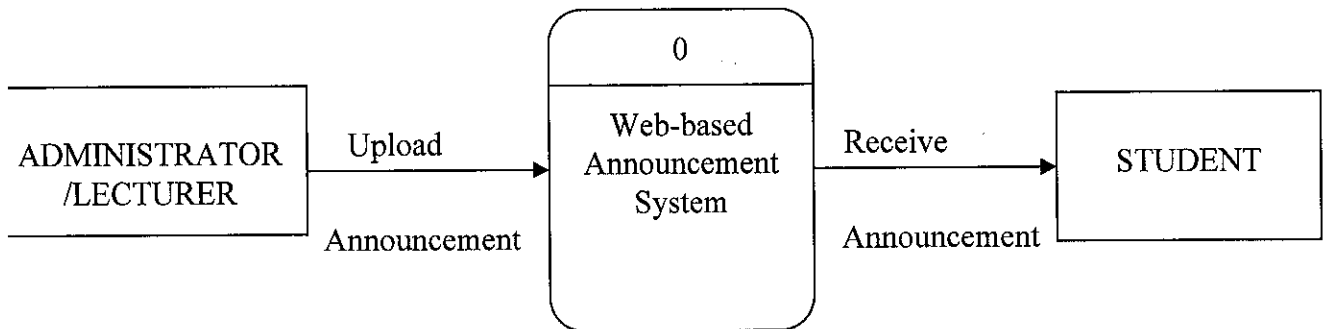 ADMINISTRATOR
/LECTURER
Upload
Announcement
0
Web-based
Announcement
System
Receive
Announcement
STUDENT